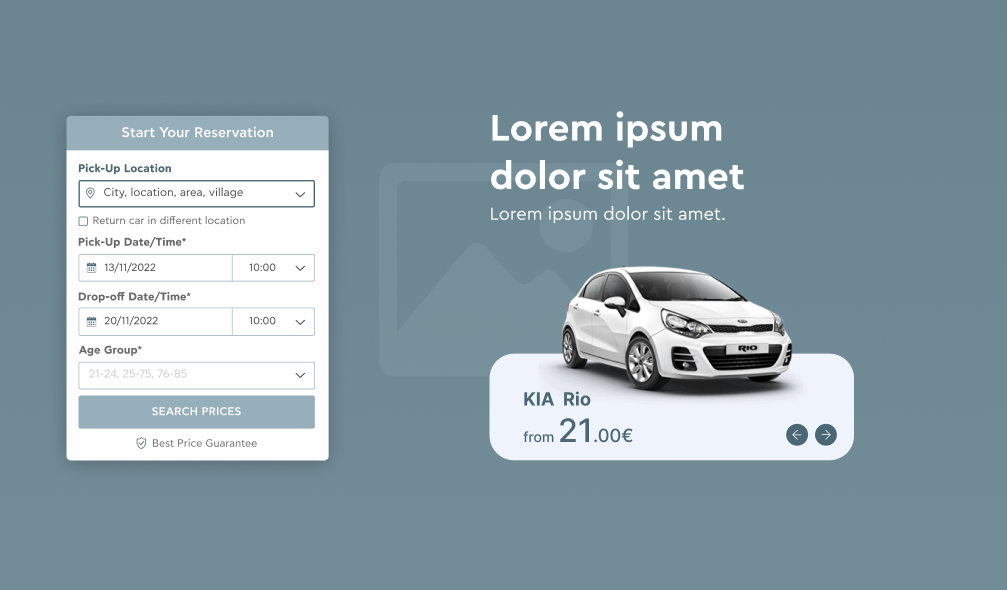 Start Your Reservation
Pick-Up Location
City, location, area, village
Return car in different location
Pick-Up Date/Time*
13/11/2022 10:00
Drop-off Date/Time*
20/11/2022 10:00
Age Group*
21-24, 25-75, 76-85
SEARCH PRICES
Best Price Guarantee
Lorem ipsum
dolor sit amet
Lorem ipsum dolor sit amet.
RIO
KIA Rio
from 21.00€